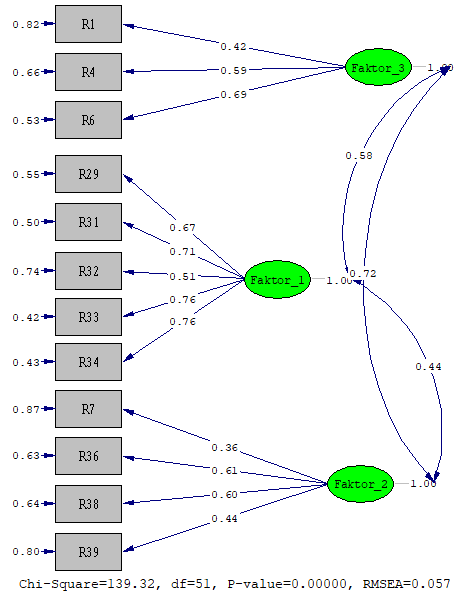 0.82 R1
0.42
0.66 R4 0.59 Faktor_3 1.00
0.69
0.53 R6
0.58
0.55 R29
0.67
0.50 R31
0.71
0.74 R32 0.51 Faktor_1 1.00 0.72
0.76
0.42 R33
0.76
0.43 R34
0.44
0.87 R7
0.36
0.63 R36 0.61
Faktor_2 1.00
0.64 R38 0.60
0.44
0.80 R39
Chi-Square=139.32, df=51, P-value=0.00000, RMSEA=0.057